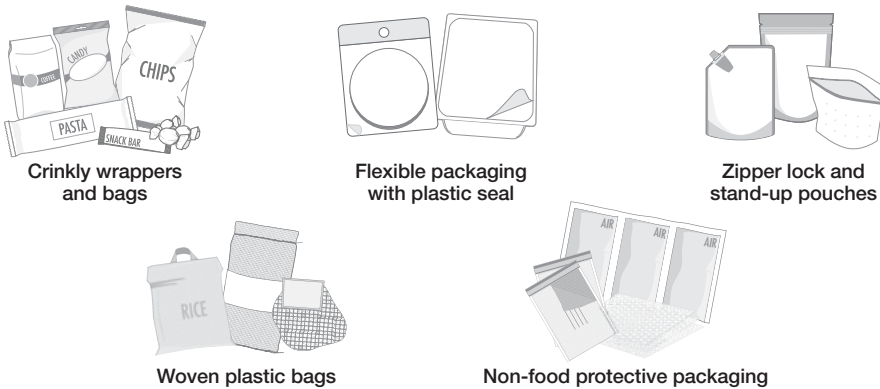 COFFEE
CANDY
CHIPS
PASTA
SNACK BAR
Crinkly wrappers
and bags
Flexible packaging
with plastic seal
Zipper lock and
stand-up pouches
RICE
Woven plastic bags
AIR
AIR
AIR
Non-food protective packaging